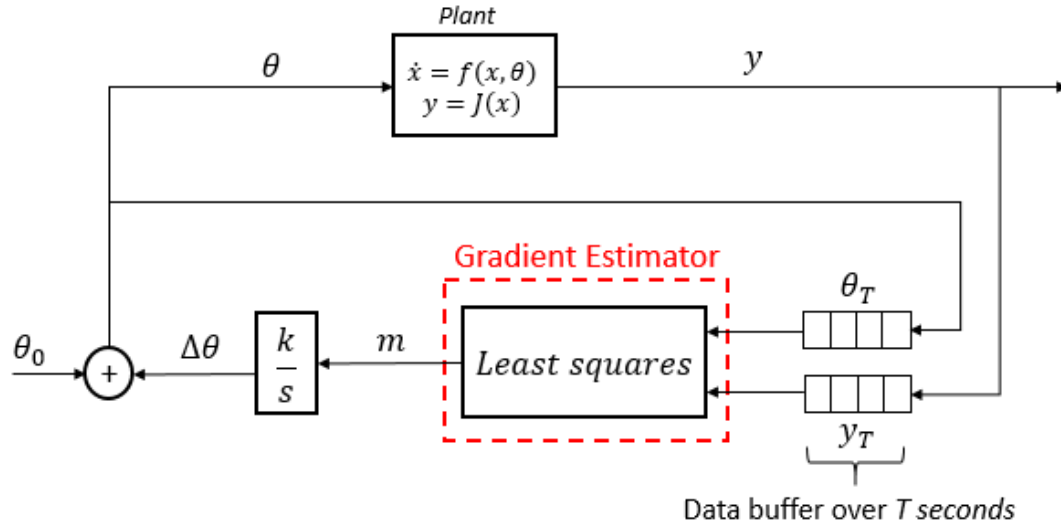 Plant
θ
ẋ = f(x, θ)
y = J(x)
y
Gradient Estimator
θ_T
θ_0
Δθ
k
s
m
Least squares
+
y_T
Data buffer over T seconds